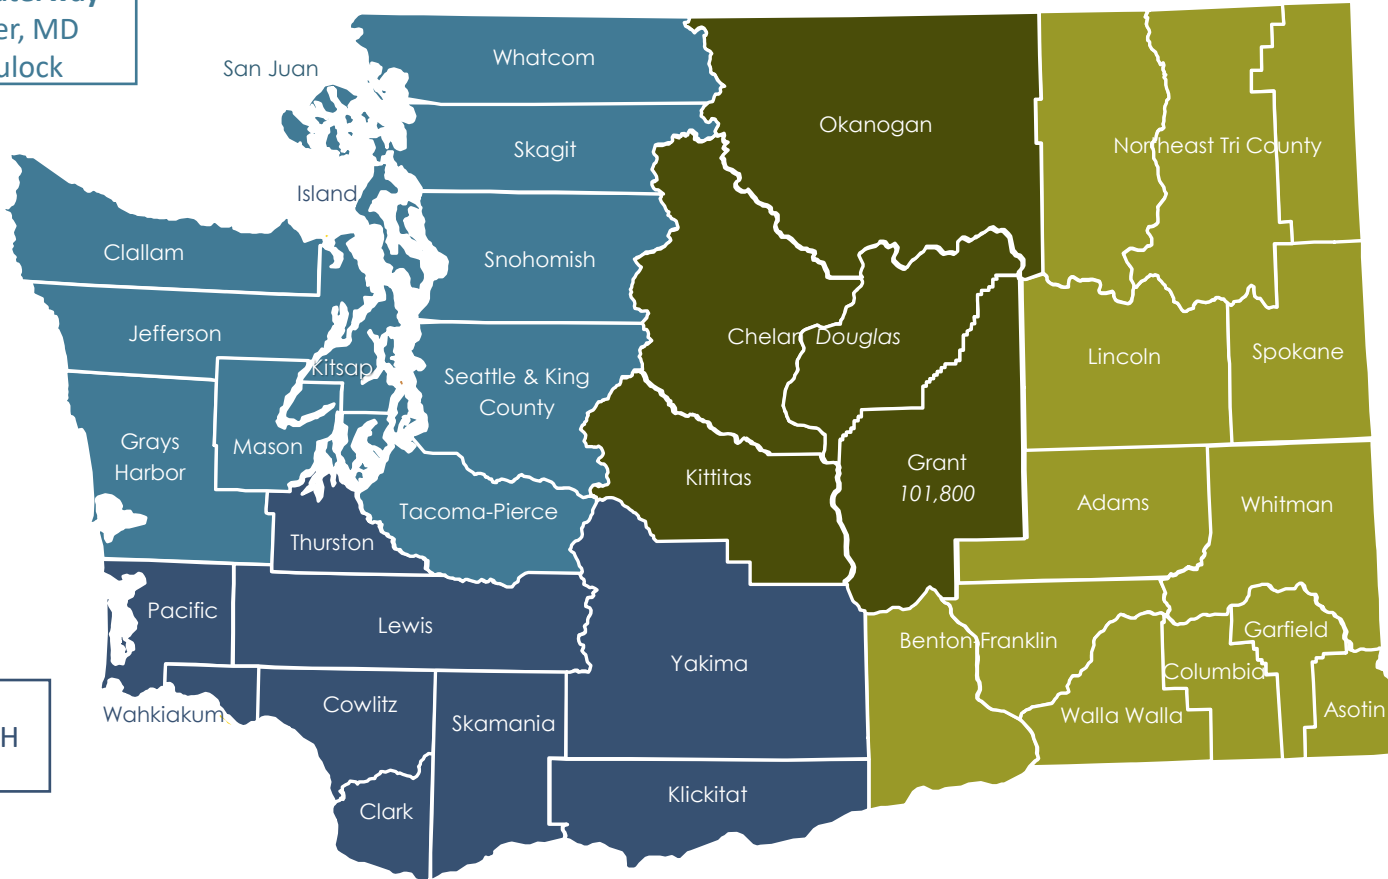 er, MD
ulock
San Juan
Whatcom
Okanogan
Northeast Tri County
Skagit
Island
Clallam
Snohomish
Jefferson
Chelan
Douglas
Lincoln
Spokane
Kitsap
Seattle & King
County
Grays
Harbor
Mason
Kittitas
Grant
101,800
Adams
Whitman
Tacoma-Pierce
Thurston
Pacific
Lewis
Benton-Franklin
Garfield
Yakima
Columbia
Wahkiakum
Cowlitz
Skamania
Walla Walla
Asotin
H
Klickitat
Clark